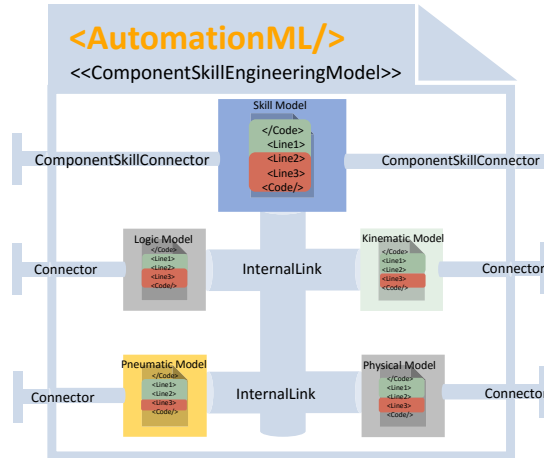 <AutomationML/>
<<ComponentSkillEngineeringModel>>
Skill Model
</Code>
<Line1>
<Line2>
<Line3>
<Code/>
ComponentSkillConnector
ComponentSkillConnector
Logic Model
</Code>
<Line1>
<Line2>
<Line3>
<Code/>
Kinematic Model
</Code>
<Line1>
<Line2>
<Line3>
<Code/>
Connector
InternalLink
Connector
Pneumatic Model
</Code>
<Line1>
<Line2>
<Line3>
<Code/>
Physical Model
</Code>
<Line1>
<Line2>
<Line3>
<Code/>
Connector
InternalLink
Connector